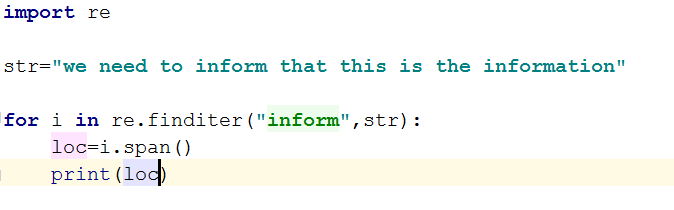 import re
str="we need to inform that this is the information"
for i in re.finditer("inform",str):
    loc=i.span()
    print(loc)